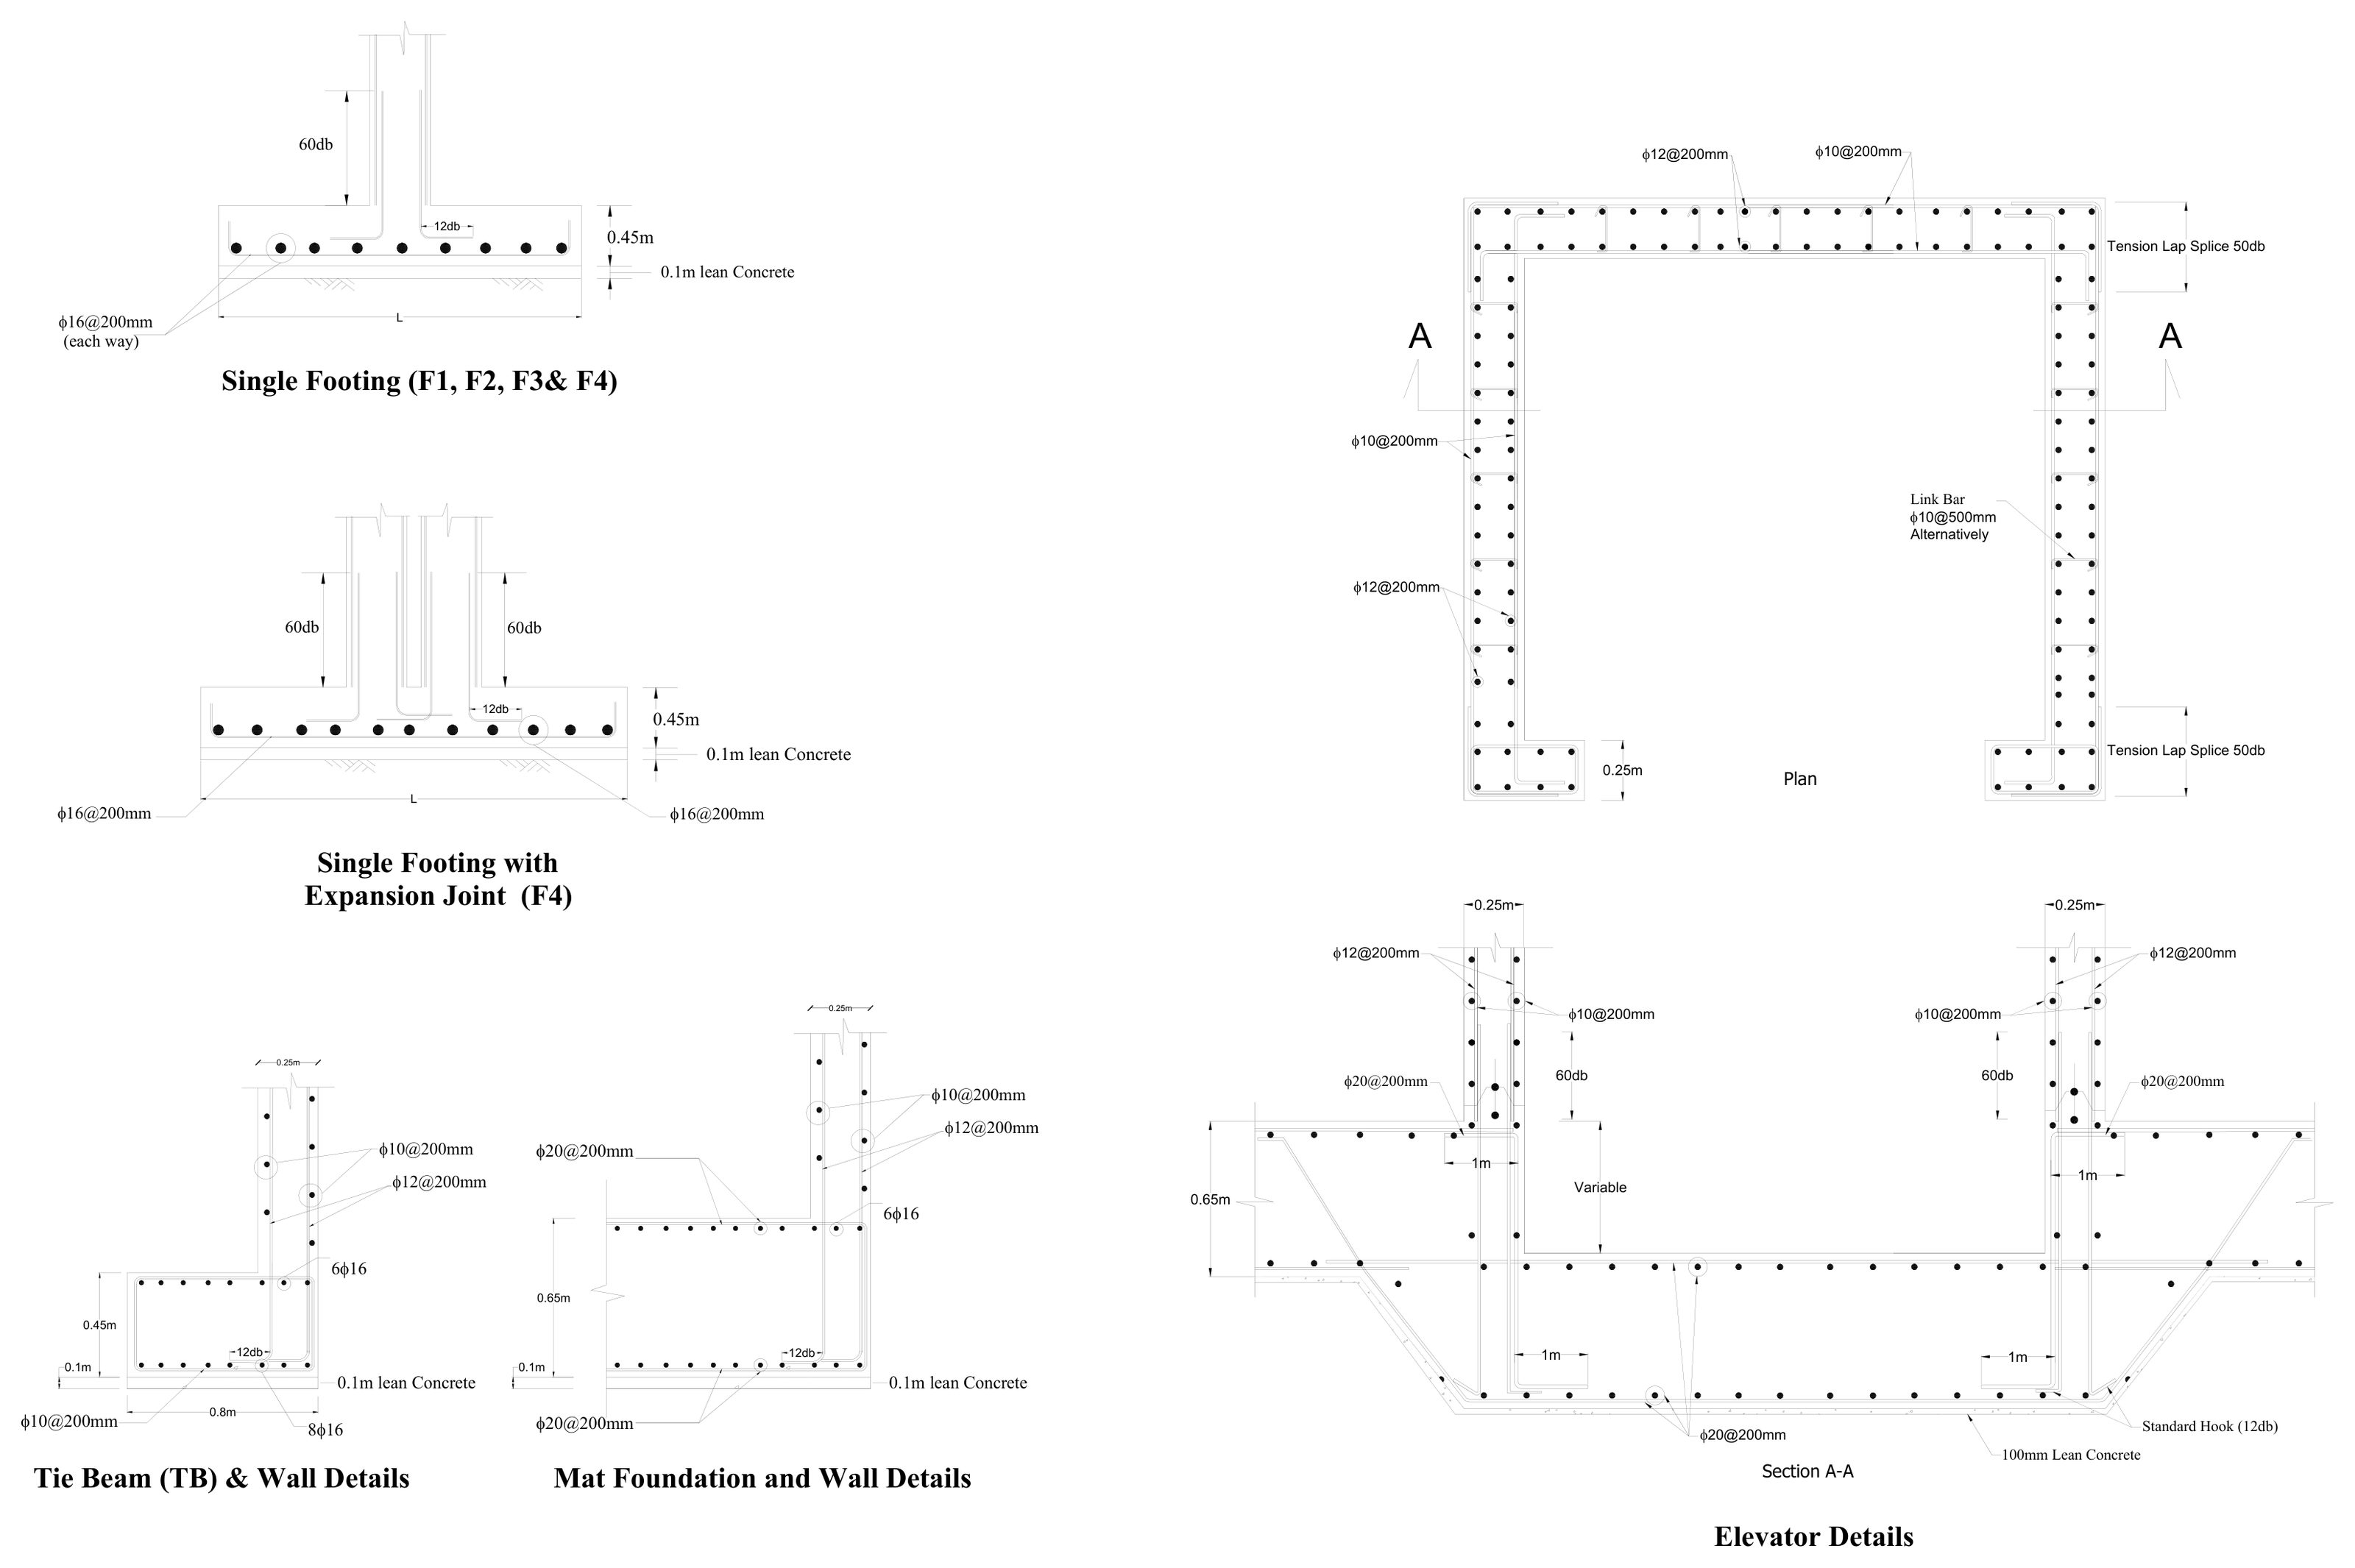 60db
12db
0.45m
0.1m lean Concrete
ϕ16@200mm
(each way)
L
Single Footing (F1, F2, F3& F4)
60db
60db
12db
0.45m
0.1m lean Concrete
L
ϕ16@200mm
ϕ16@200mm
Single Footing with
Expansion Joint (F4)
0.25m
ϕ10@200mm
ϕ12@200mm
6ϕ16
0.45m
12db
0.1m
0.1m lean Concrete
0.8m
ϕ10@200mm
8ϕ16
Tie Beam (TB) & Wall Details
0.25m
ϕ10@200mm
ϕ12@200mm
ϕ20@200mm
6ϕ16
0.65m
12db
0.1m
0.1m lean Concrete
ϕ20@200mm
Mat Foundation and Wall Details
ϕ12@200mm
ϕ10@200mm
Tension Lap Splice 50db
A
A
ϕ10@200mm
Link Bar
ϕ10@500mm
Alternatively
ϕ12@200mm
Tension Lap Splice 50db
0.25m
Plan
0.25m
0.25m
ϕ12@200mm
ϕ12@200mm
ϕ10@200mm
ϕ10@200mm
ϕ20@200mm
60db
60db
ϕ20@200mm
1m
1m
Variable
0.65m
1m
1m
ϕ20@200mm
Standard Hook (12db)
100mm Lean Concrete
Section A-A
Elevator Details